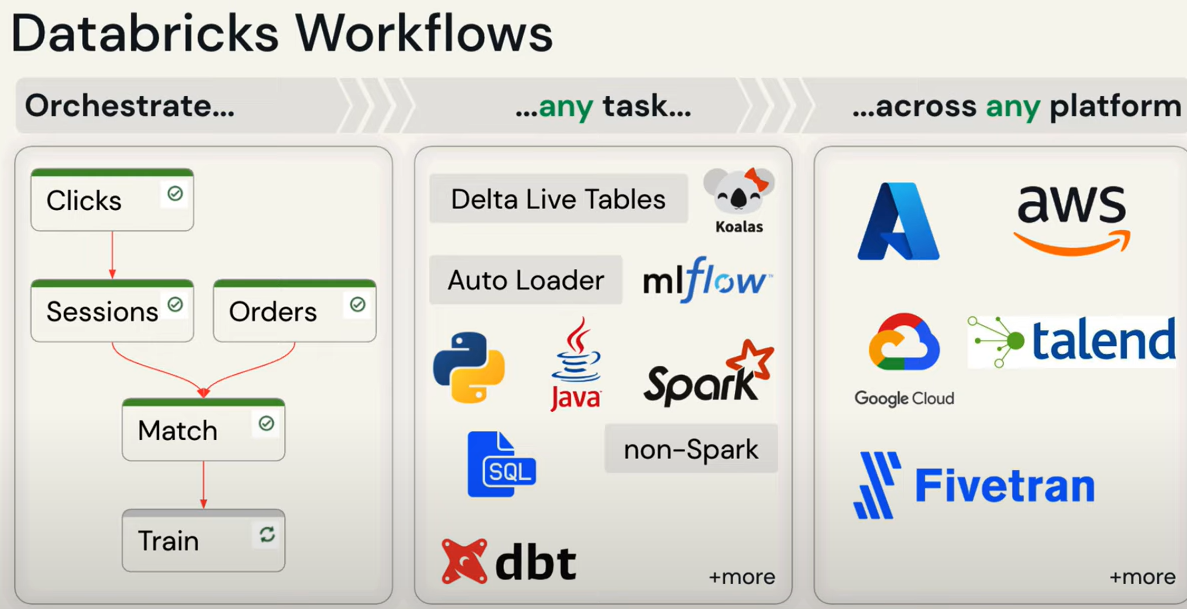 Databricks Workflows
Orchestrate...
...any task...
...across any platform
Clicks
Sessions
Orders
Match
Train
Delta Live Tables
Koalas
Auto Loader
mlflow™
Java
Spark
SQL
non-Spark
dbt
+more
aws
Google Cloud
talend
Fivetran
+more